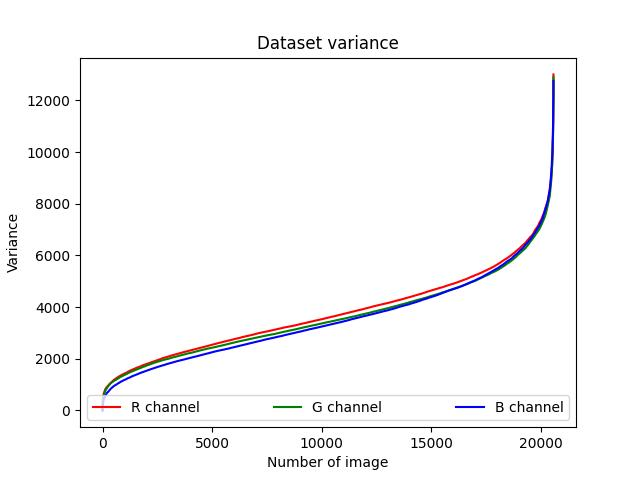 Dataset variance
Variance
12000
10000
8000
6000
4000
2000
0
R channel G channel B channel
0 5000 10000 15000 20000
Number of image